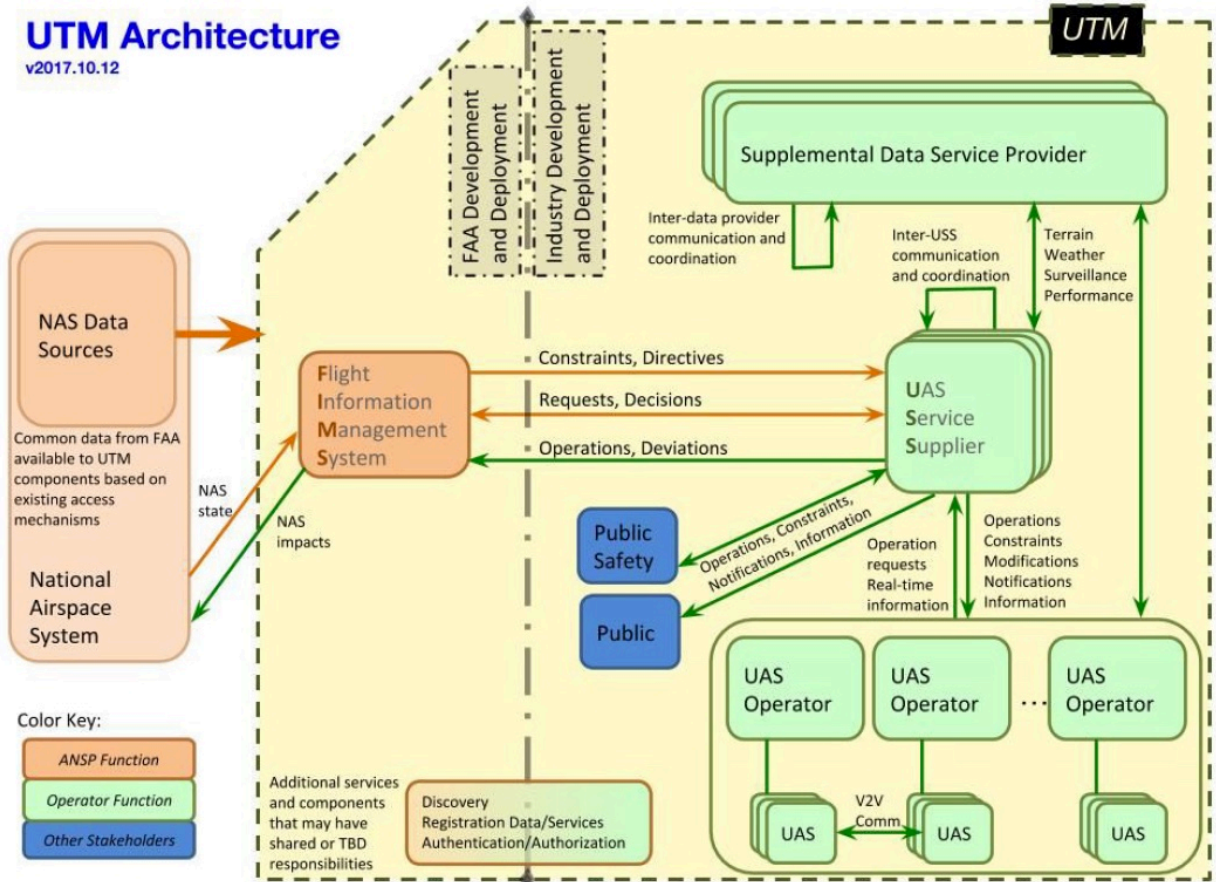 UTM Architecture
v2017.10.12
UTM
FAA Development
and Deployment
Industry Development
and Deployment
Supplemental Data Service Provider
Inter-data provider
communication and
coordination
Inter-USS
communication
and coordination
Terrain
Weather
Surveillance
Performance
NAS Data
Sources
Common data from FAA
available to UTM
components based on
existing access
mechanisms
National
Airspace
System
NAS
state
NAS
impacts
Flight
Information
Management
System
Constraints, Directives
Requests, Decisions
Operations, Deviations
UAS
Service
Supplier
Public
Safety
Public
Operations, Constraints,
Notifications, Information
Operation
requests
Real-time
information
Operations
Constraints
Modifications
Notifications
Information
UAS
Operator
UAS
Operator
...
UAS
Operator
UAS
V2V
Comm.
UAS
UAS
Color Key:
ANSP Function
Operator Function
Other Stakeholders
Additional services
and components
that may have
shared or TBD
responsibilities
Discovery
Registration Data/Services
Authentication/Authorization